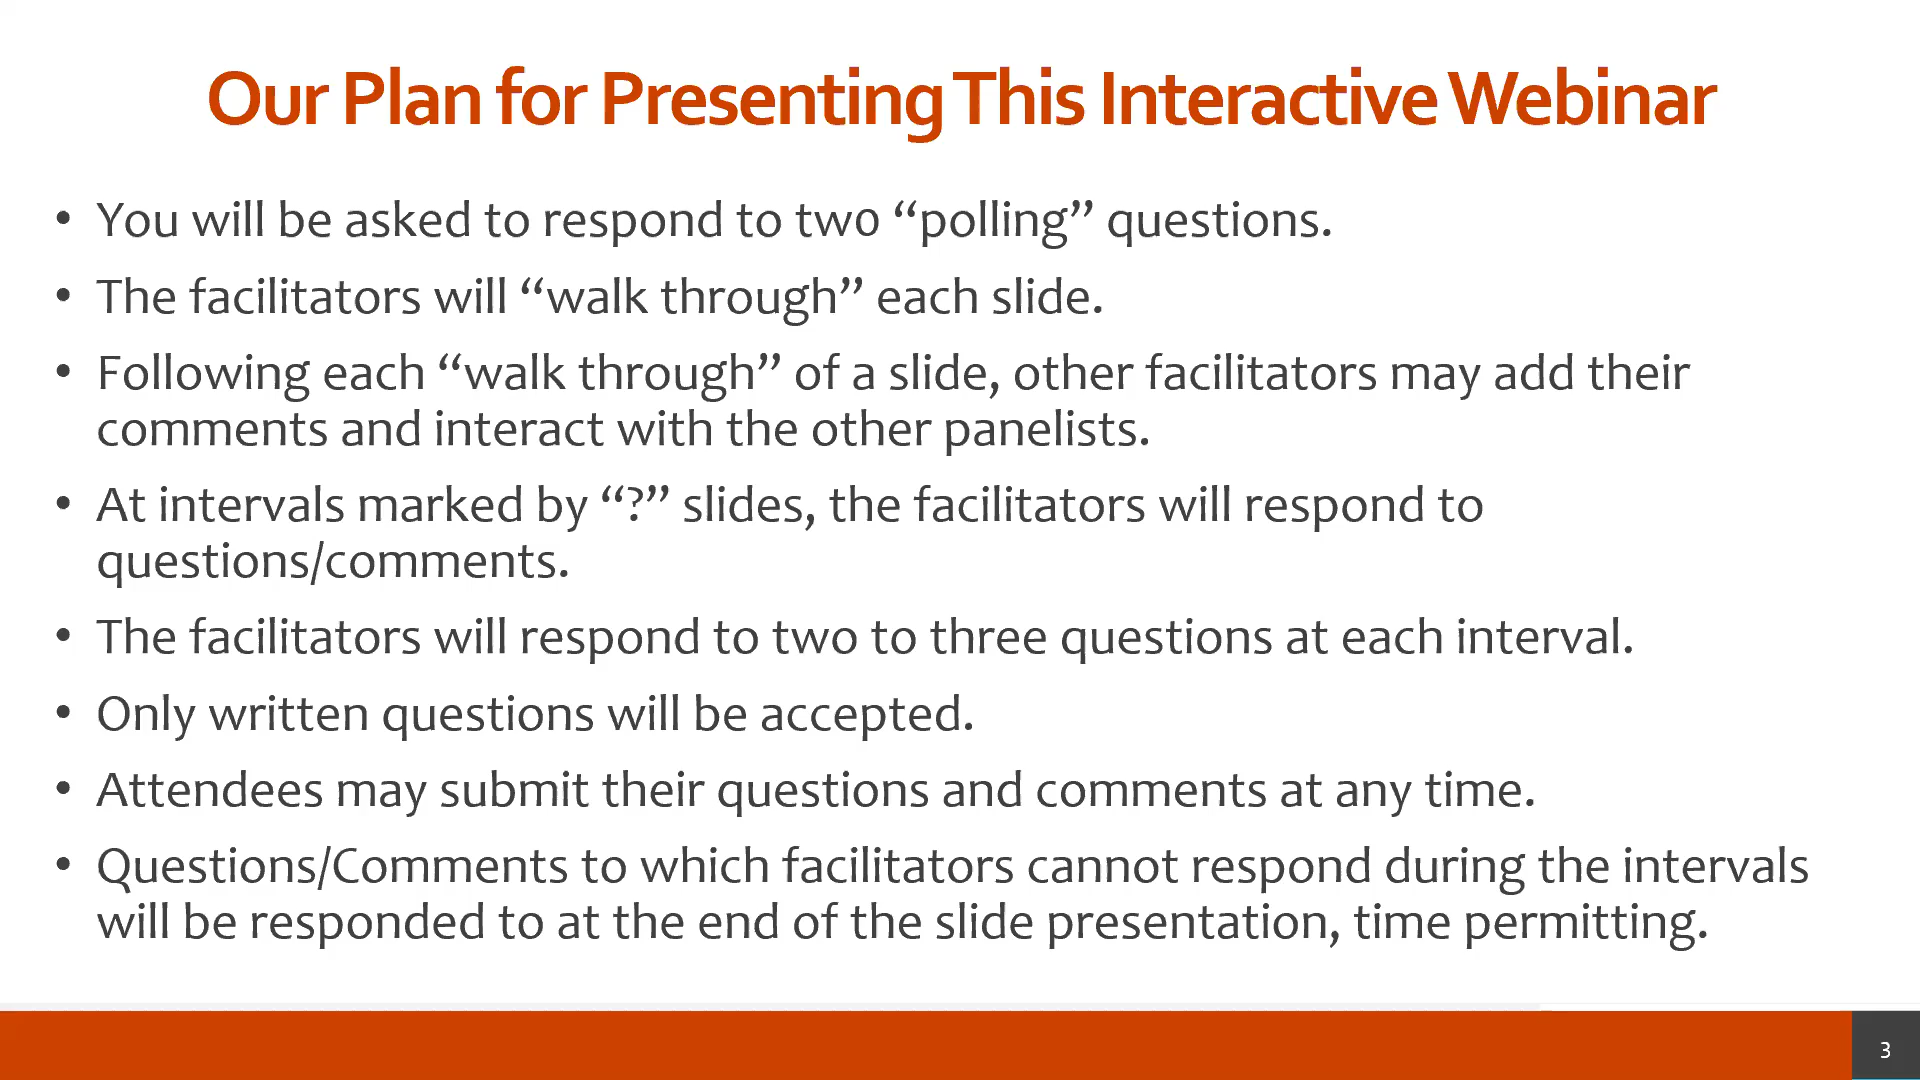 Our Plan for Presenting This Interactive Webinar
• You will be asked to respond to tw0 “polling” questions.
• The facilitators will “walk through” each slide.
• Following each “walk through” of a slide, other facilitators may add their
comments and interact with the other panelists.
• At intervals marked by “?” slides, the facilitators will respond to
questions/comments.
• The facilitators will respond to two to three questions at each interval.
• Only written questions will be accepted.
• Attendees may submit their questions and comments at any time.
• Questions/Comments to which facilitators cannot respond during the intervals
will be responded to at the end of the slide presentation, time permitting.
3